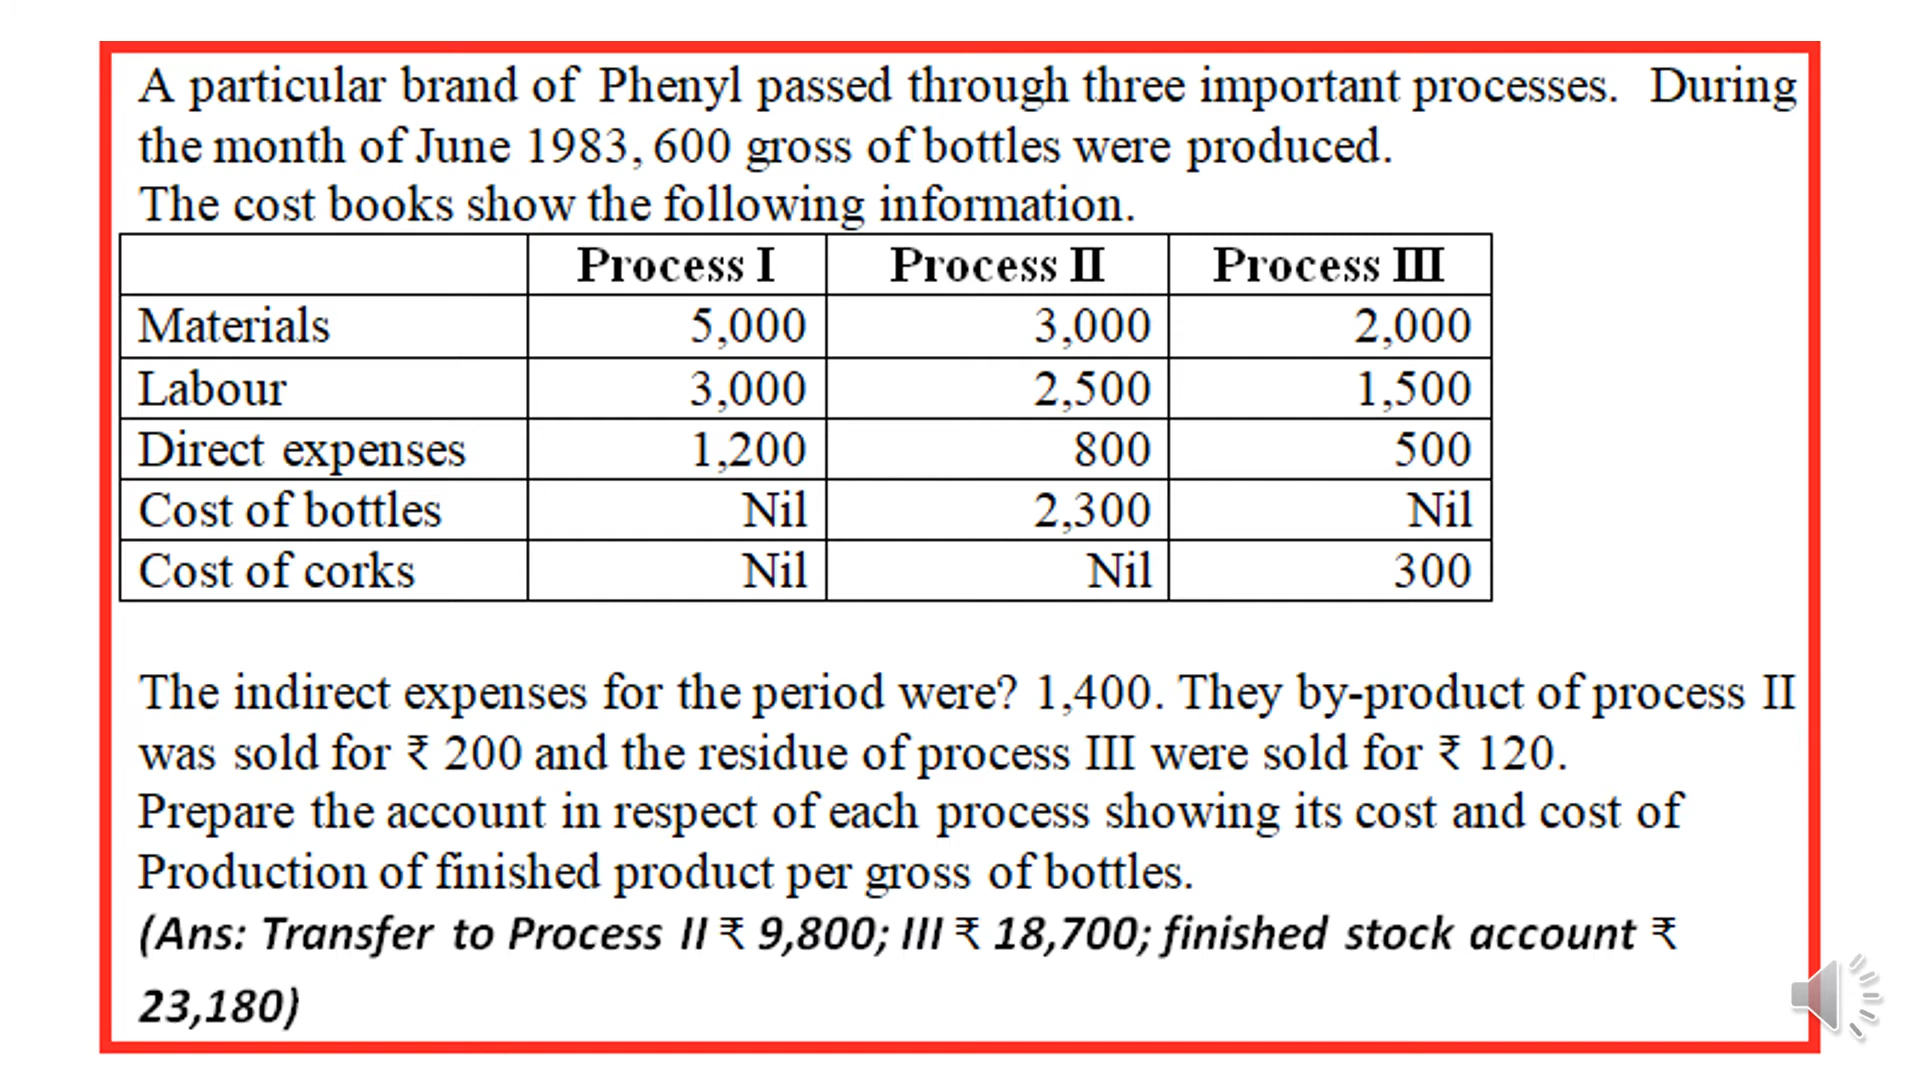 A particular brand of Phenyl passed through three important processes. During
the month of June 1983, 600 gross of bottles were produced.
The cost books show the following information.
Process I Process II Process III
Materials 5,000 3,000 2,000
Labour 3,000 2,500 1,500
Direct expenses 1,200 800 500
Cost of bottles Nil 2,300 Nil
Cost of corks Nil Nil 300
The indirect expenses for the period were? 1,400. They by-product of process II
was sold for ₹ 200 and the residue of process III were sold for ₹ 120.
Prepare the account in respect of each process showing its cost and cost of
Production of finished product per gross of bottles.
(Ans: Transfer to Process II ₹ 9,800; III ₹ 18,700; finished stock account ₹
23,180)